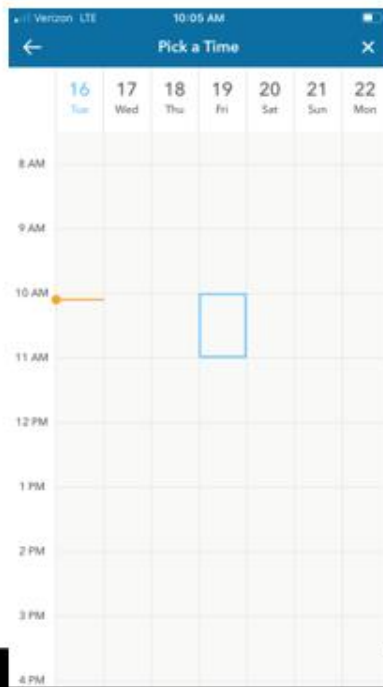 Verizon LTE 10:05 AM
Pick a Time
16 17 18 19 20 21 22
Tue Wed Thu Fri Sat Sun Mon
8 AM
9 AM
10 AM
11 AM
12 PM
1 PM
2 PM
3 PM
4 PM